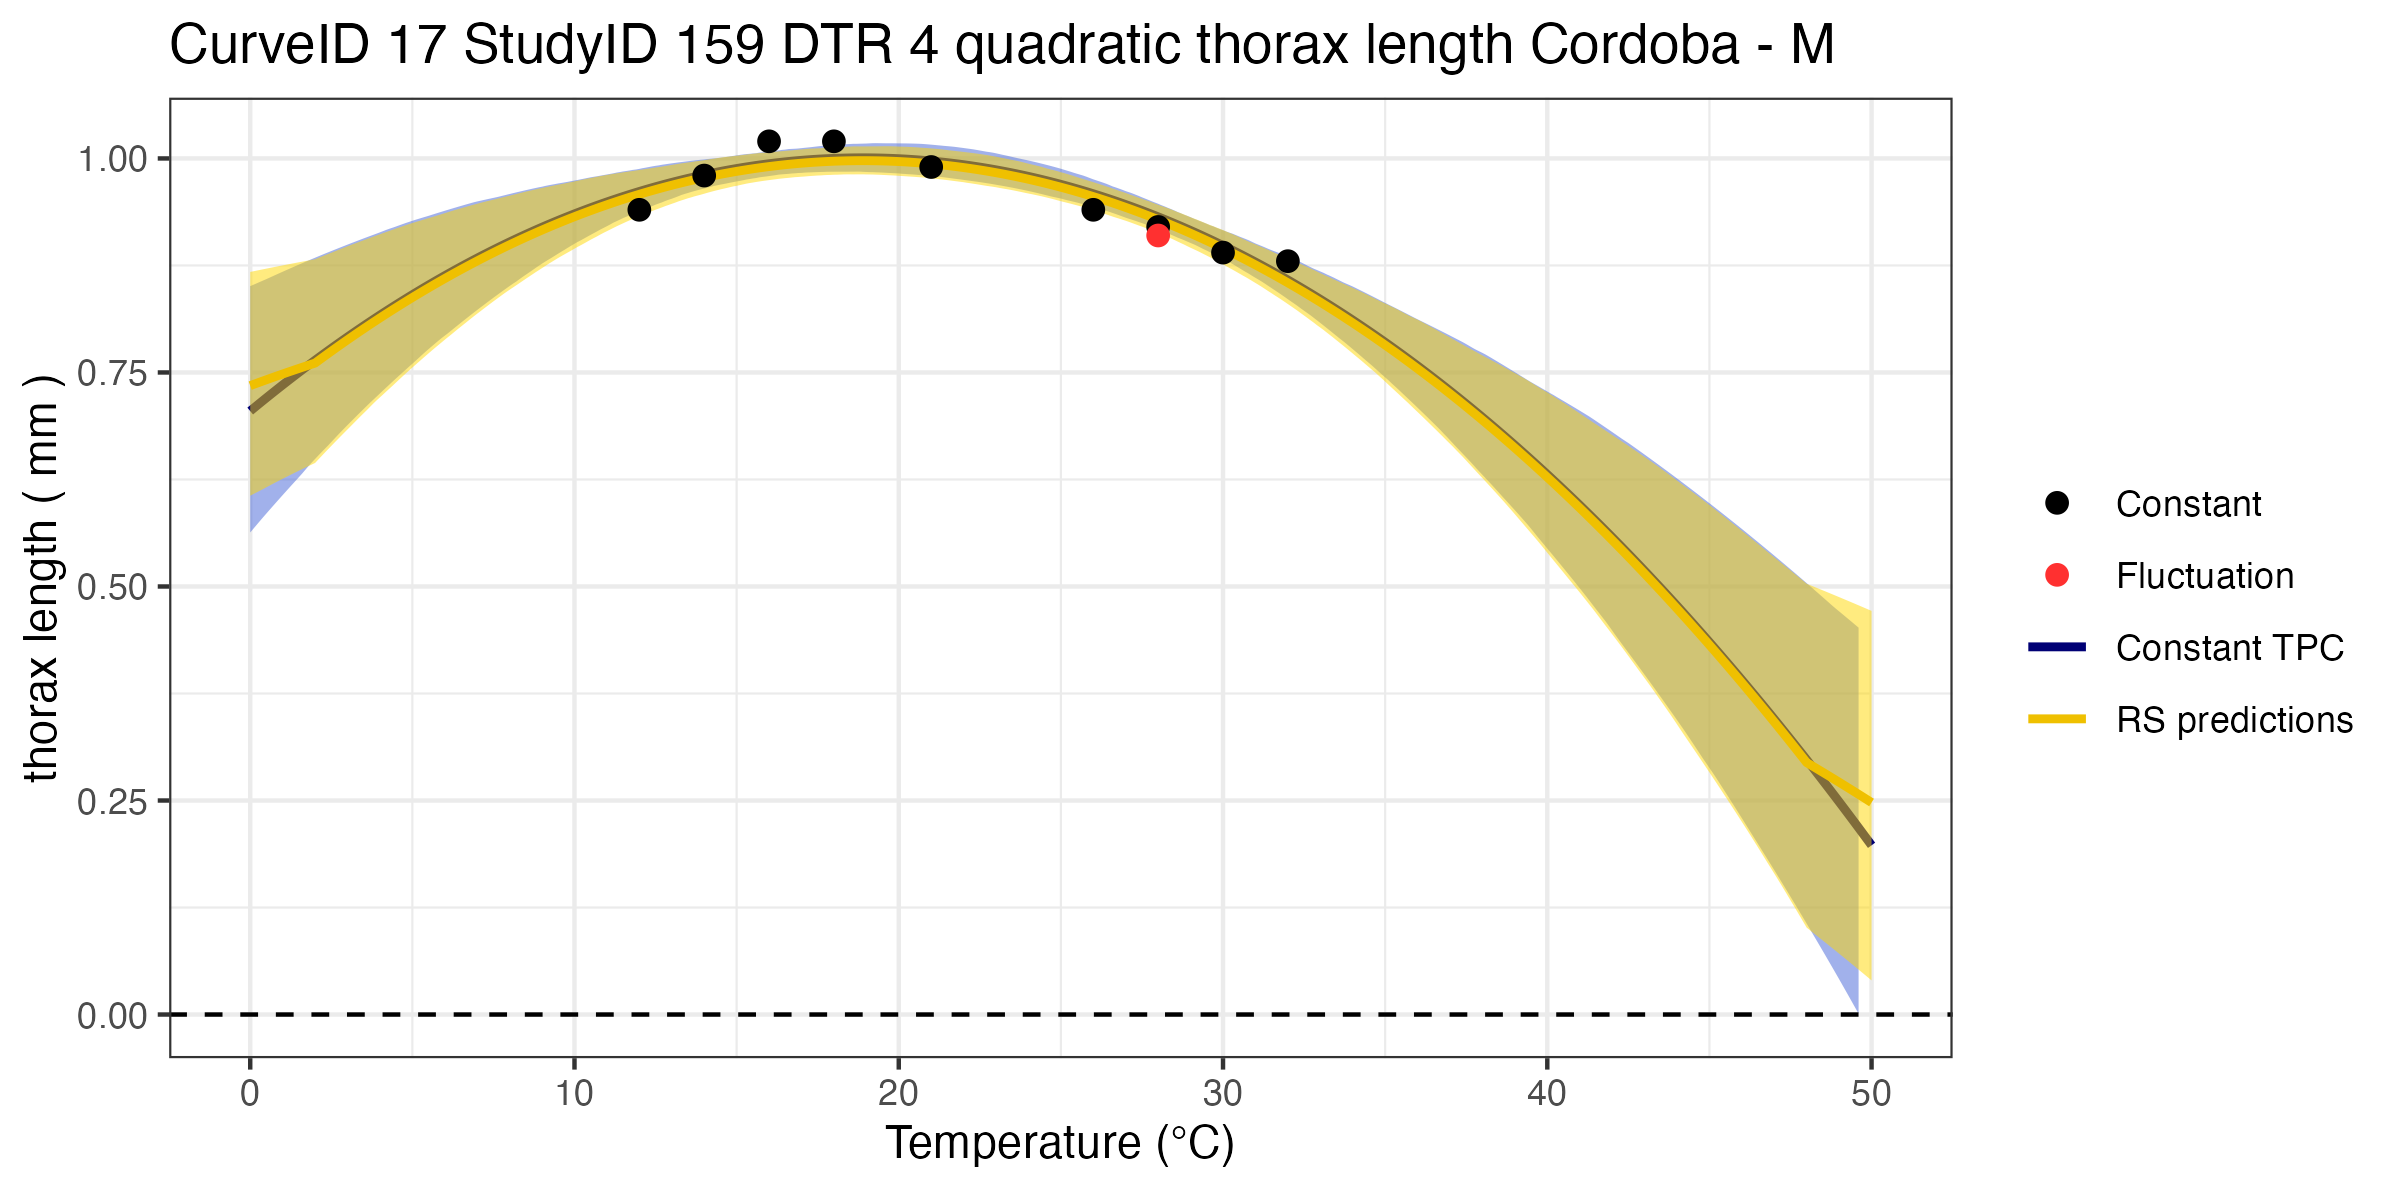 CurveID 17 StudyID 159 DTR 4 quadratic thorax length Cordoba - M
thorax length ( mm )
1.00
0.75
0.50
0.25
0.00
0
10
20
30
40
50
Temperature (°C)
Constant
Fluctuation
Constant TPC
RS predictions